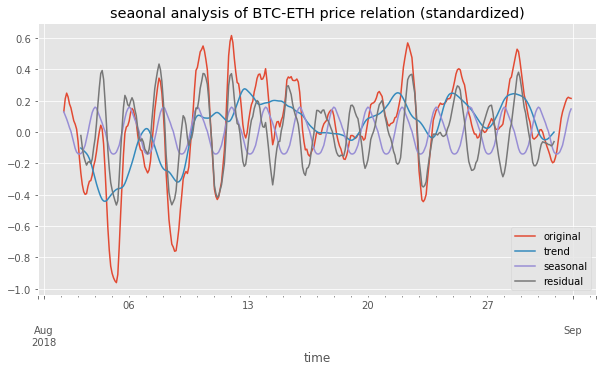 seaonal analysis of BTC-ETH price relation (standardized)
0.6
0.4
0.2
0.0
−0.2
−0.4
−0.6
−0.8
−1.0
original
trend
seasonal
residual
06
13
20
27
Aug
2018
Sep
time